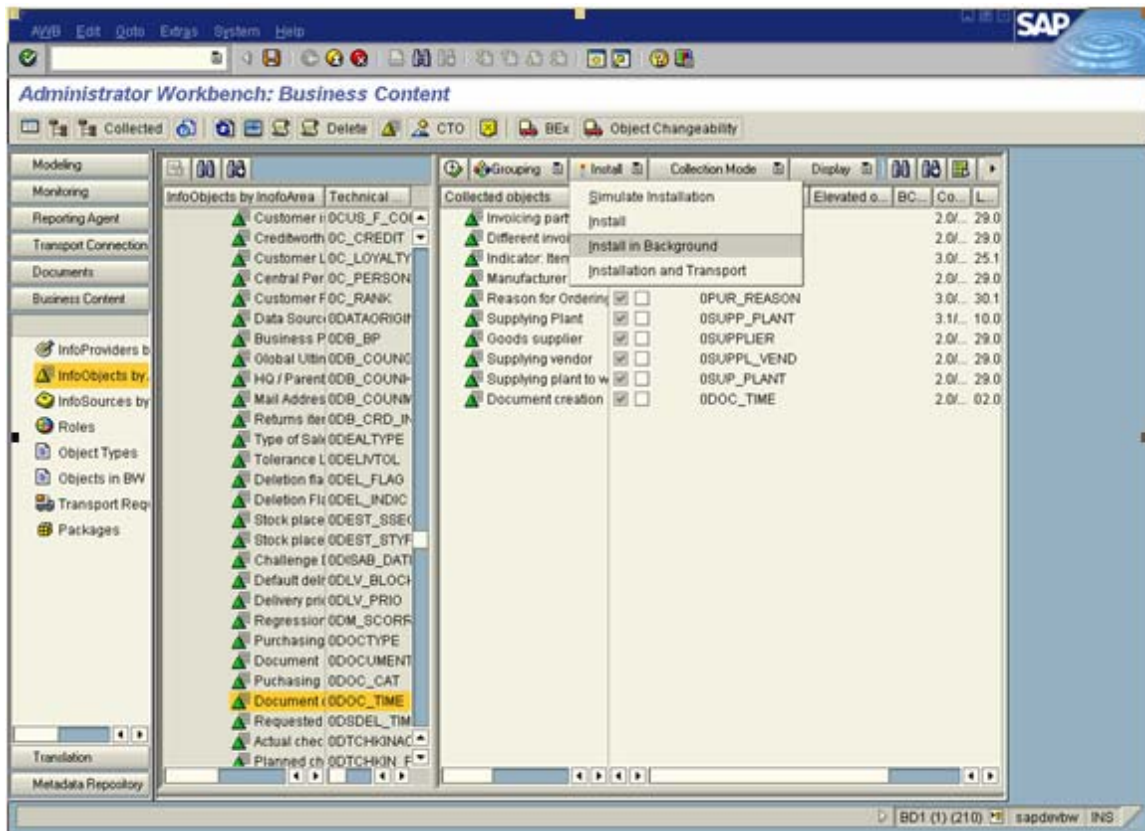 AWB Edit Goto Extras System Help
SAP
Administrator Workbench: Business Content
Collected Delete CTO BEx Object Changeability
Modeling
Monitoring
Reporting Agent
Transport Connection
Documents
Business Content
InfoProviders b
InfoObjects by.
InfoSources by
Roles
Object Types
Objects in BW
Transport Req
Packages
Translation
Metadata Repository
InfoObjects by InofoArea Technical ...
Customer i 0CUS_F_CO
Creditworth 0C_CREDIT
Customer L 0C_LOYALTY
Central Per 0C_PERSON
Customer F 0C_RANK
Data Sourc 0DATAORIGI
Business P 0DB_BP
Global Ultin 0DB_COUNC
HQ / Parent 0DB_COUNH
Mail Addres 0DB_COUNM
Returns iter 0DB_CRD_IN
Type of Sal 0DEALTYPE
Tolerance L 0DELIVTOL
Deletion fla 0DEL_FLAG
Deletion Fl 0DEL_INDIC
Stock place 0DEST_SSE
Stock place 0DEST_STYF
Challenge 0DISAB_DAT
Default deli 0DLV_BLOC
Delivery pri 0DLV_PRIO
Regression 0DM_SCORR
Purchasing 0DOCTYPE
Document 0DOCUMENT
Puchasing 0DOC_CAT
Document 0DOC_TIME
Requested 0DSDEL_TIM
Actual chec 0DTCHKINAC
Planned ch 0DTCHKIN_F
Grouping Install Collection Mode Display
Collected objects Elevated o... BC... Co... L...
Simulate Installation
Install
Install in Background
Installation and Transport
Invoicing part 2.0/... 29.0
Different invoi 2.0/... 29.0
Indicator: Item 3.0/... 25.1
Manufacturer 2.0/... 29.0
Reason for Ordering 0PUR_REASON 3.0/... 30.1
Supplying Plant 0SUPP_PLANT 3.1/... 10.0
Goods supplier 0SUPPLIER 2.0/... 29.0
Supplying vendor 0SUPPL_VEND 2.0/... 29.0
Supplying plant to w 0SUP_PLANT 2.0/... 29.0
Document creation 0DOC_TIME 2.0/... 02.0
BD1 (1) (210) sapdevbw INS